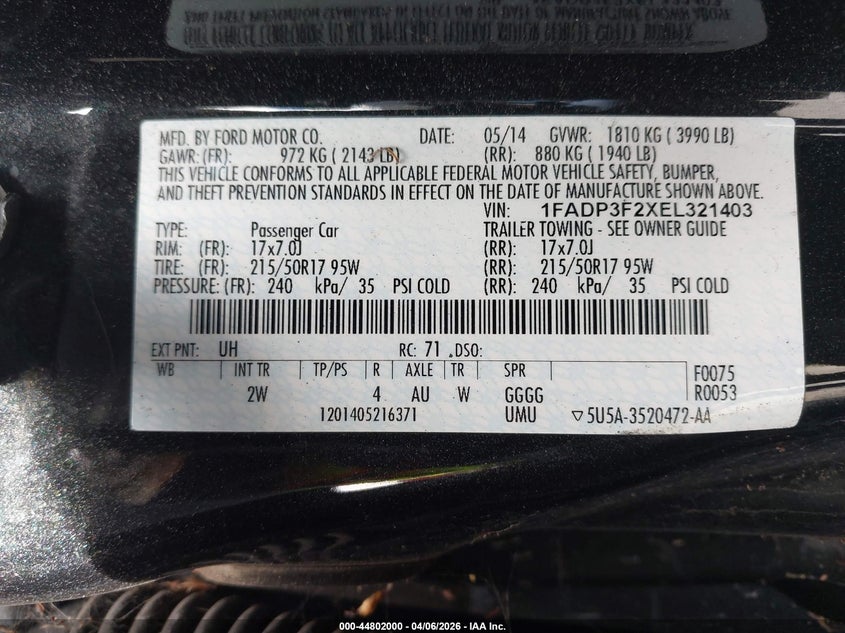 MFD. BY FORD MOTOR CO. DATE: 05/14 GVWR: 1810 KG ( 3990 LB)
GAWR: (FR): 972 KG ( 2143 LB) (RR): 880 KG ( 1940 LB)
THIS VEHICLE CONFORMS TO ALL APPLICABLE FEDERAL MOTOR VEHICLE SAFETY, BUMPER,
AND THEFT PREVENTION STANDARDS IN EFFECT ON THE DATE OF MANUFACTURE SHOWN ABOVE.
VIN: 1FADP3F2XEL321403
TYPE: Passenger Car TRAILER TOWING - SEE OWNER GUIDE
RIM: (FR): 17x7.0J (RR): 17x7.0J
TIRE: (FR): 215/50R17 95W (RR): 215/50R17 95W
PRESSURE: (FR): 240 kPa/ 35 PSI COLD (RR): 240 kPa/ 35 PSI COLD
EXT PNT: UH RC: 71 DSO:
WB INT TR TP/PS R AXLE TR SPR F0075
2W 4 AU W GGGG R0053
1201405216371 UMU ▽5U5A-3520472-AA
000-44802000 - 04/06/2026 - IAA Inc.